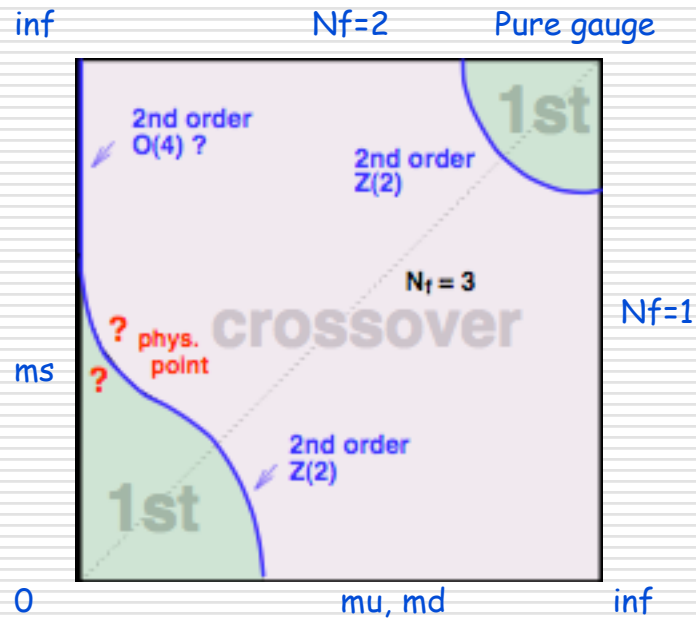 inf Nf=2 Pure gauge
1st
2nd order
O(4) ?
2nd order
Z(2)
Nf = 3
Nf=1
crossover
? phys.
point
ms
?
2nd order
Z(2)
1st
0 mu, md inf